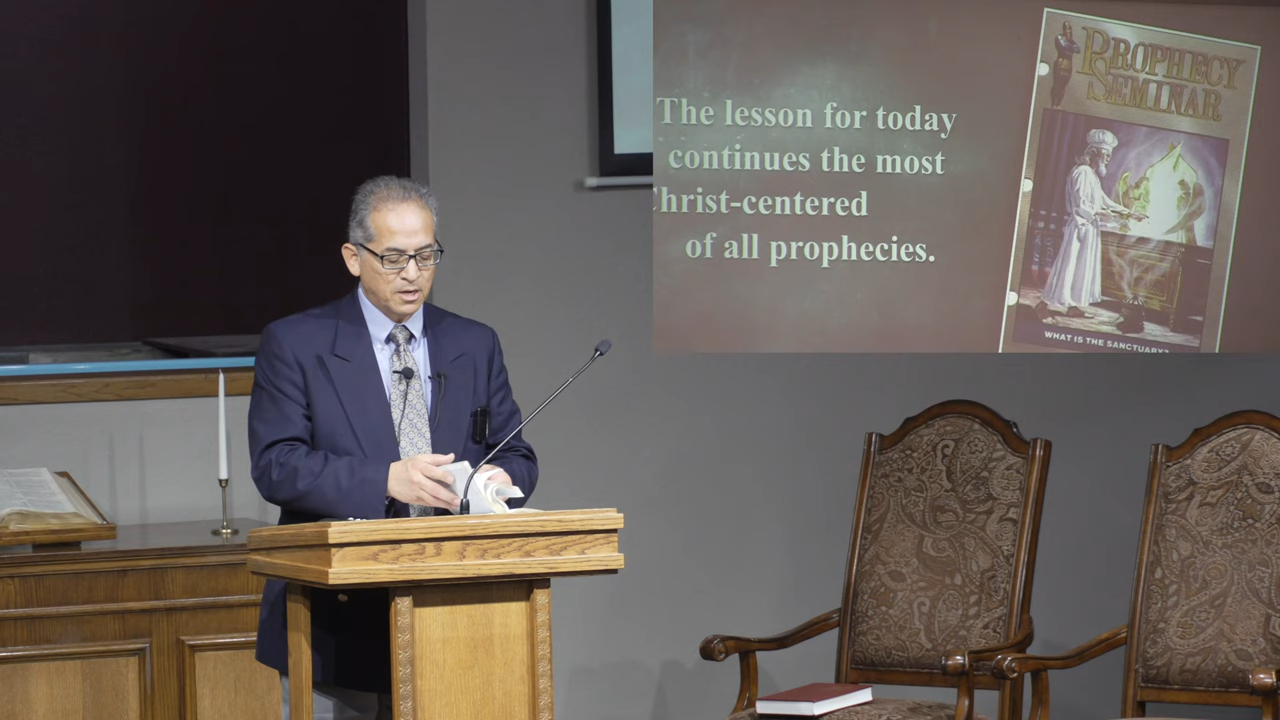 The lesson for today
continues the most
Christ-centered
of all prophecies.
PROPHECY
SEMINAR
WHAT IS THE SANCTUARY?